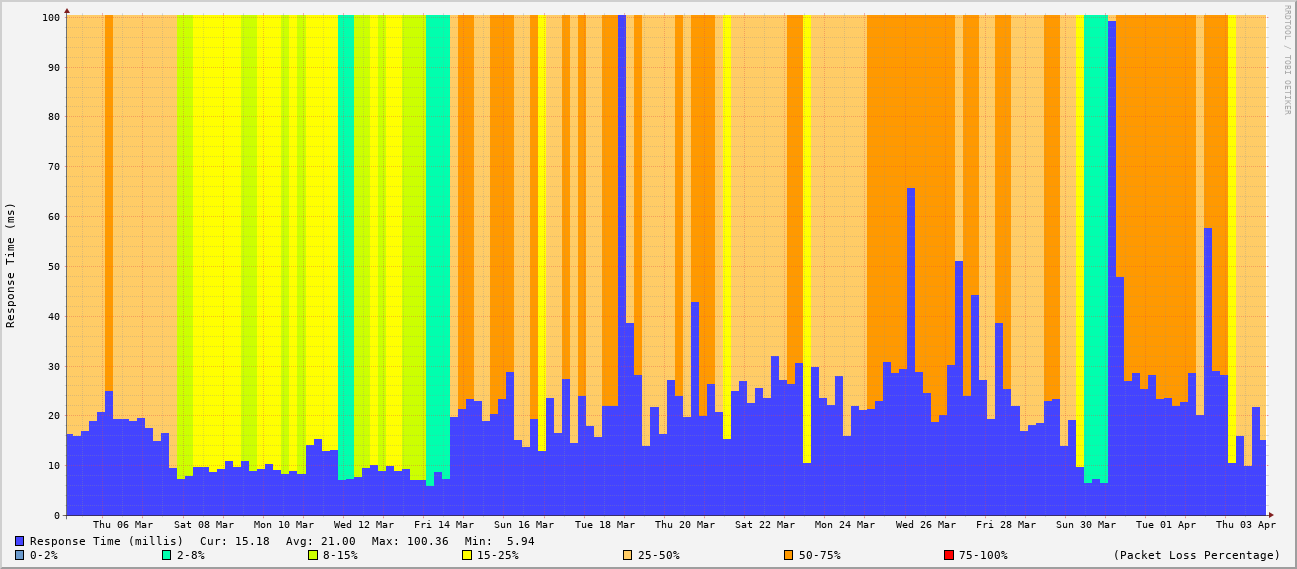 100
90
80
70
60
50
40
30
20
10
0
Response Time (ms)
RRDTOOL / TOBI OETIKER
Thu 06 Mar Sat 08 Mar Mon 10 Mar Wed 12 Mar Fri 14 Mar Sun 16 Mar Tue 18 Mar Thu 20 Mar Sat 22 Mar Mon 24 Mar Wed 26 Mar Fri 28 Mar Sun 30 Mar Tue 01 Apr Thu 03 Apr
Response Time (millis) Cur: 15.18 Avg: 21.00 Max: 100.36 Min: 5.94
0-2% 2-8% 8-15% 15-25% 25-50% 50-75% 75-100% (Packet Loss Percentage)